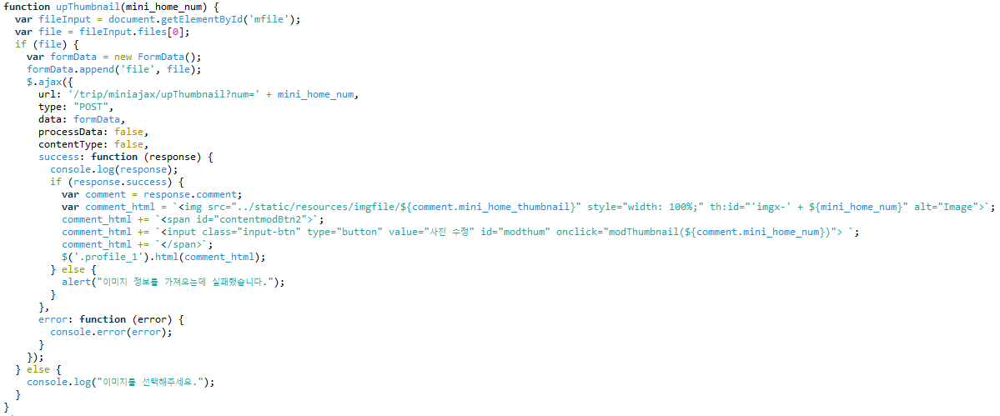 function upThumbnail(mini_home_num) {
  var fileInput = document.getElementById('mfile');
  var file = fileInput.files[0];
  if (file) {
    var formData = new FormData();
    formData.append('file', file);
    $.ajax({
      url: '/trip/miniajax/upThumbnail?num=' + mini_home_num,
      type: "POST",
      data: formData,
      processData: false,
      contentType: false,
      success: function (response) {
        console.log(response);
        if (response.success) {
          var comment = response.comment;
          var comment_html = `<img src="../static/resources/imgfile/${comment.mini_home_thumbnail}" style="width: 100%;" th:id="'imgx-' + ${mini_home_num}" alt="Image">`;
          comment_html += `<span id="contentmodBtn2">`;
          comment_html += `<input class="input-btn" type="button" value="사진 수정" id="modthum" onclick="modThumbnail(${comment.mini_home_num})"> `;
          comment_html += `</span>`;
          $('.profile_1').html(comment_html);
        } else {
          alert("이미지 정보를 가져오는데 실패했습니다.");
        }
      },
      error: function (error) {
        console.error(error);
      }
    });
  } else {
    console.log("이미지를 선택해주세요.");
  }
}